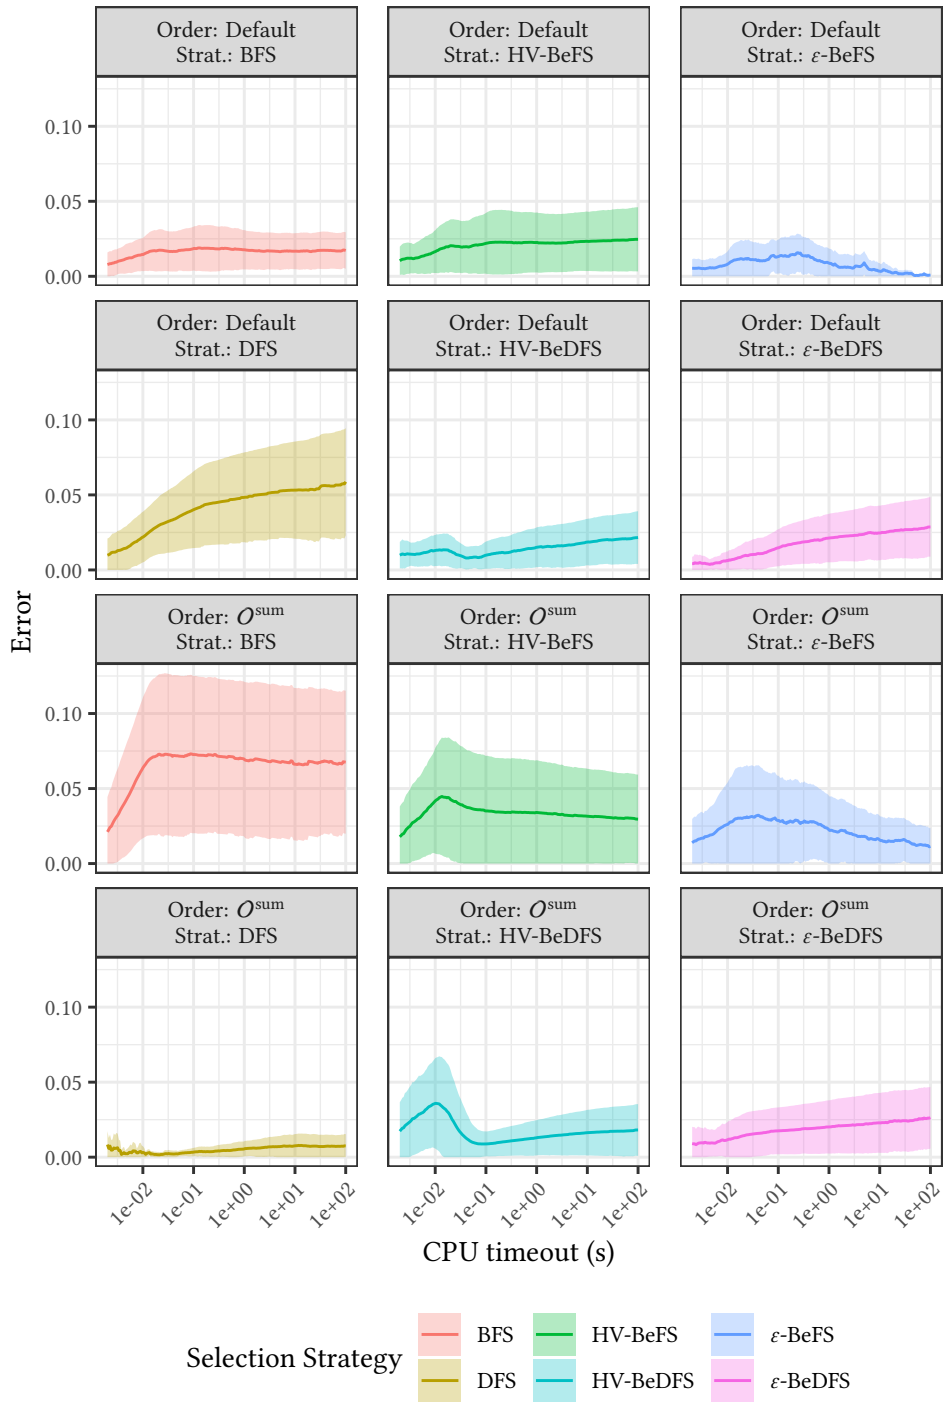 Order: Default
Strat.: BFS
Order: Default
Strat.: HV-BeFS
Order: Default
Strat.: ε-BeFS
0.10
0.05
0.00
Order: Default
Strat.: DFS
Order: Default
Strat.: HV-BeDFS
Order: Default
Strat.: ε-BeDFS
0.10
0.05
0.00
Error
Order: O^sum
Strat.: BFS
Order: O^sum
Strat.: HV-BeFS
Order: O^sum
Strat.: ε-BeFS
0.10
0.05
0.00
Order: O^sum
Strat.: DFS
Order: O^sum
Strat.: HV-BeDFS
Order: O^sum
Strat.: ε-BeDFS
0.10
0.05
0.00
1e-02 1e-01 1e+00 1e+01 1e+02
1e-02 1e-01 1e+00 1e+01 1e+02
1e-02 1e-01 1e+00 1e+01 1e+02
CPU timeout (s)
Selection Strategy
BFS HV-BeFS ε-BeFS
DFS HV-BeDFS ε-BeDFS